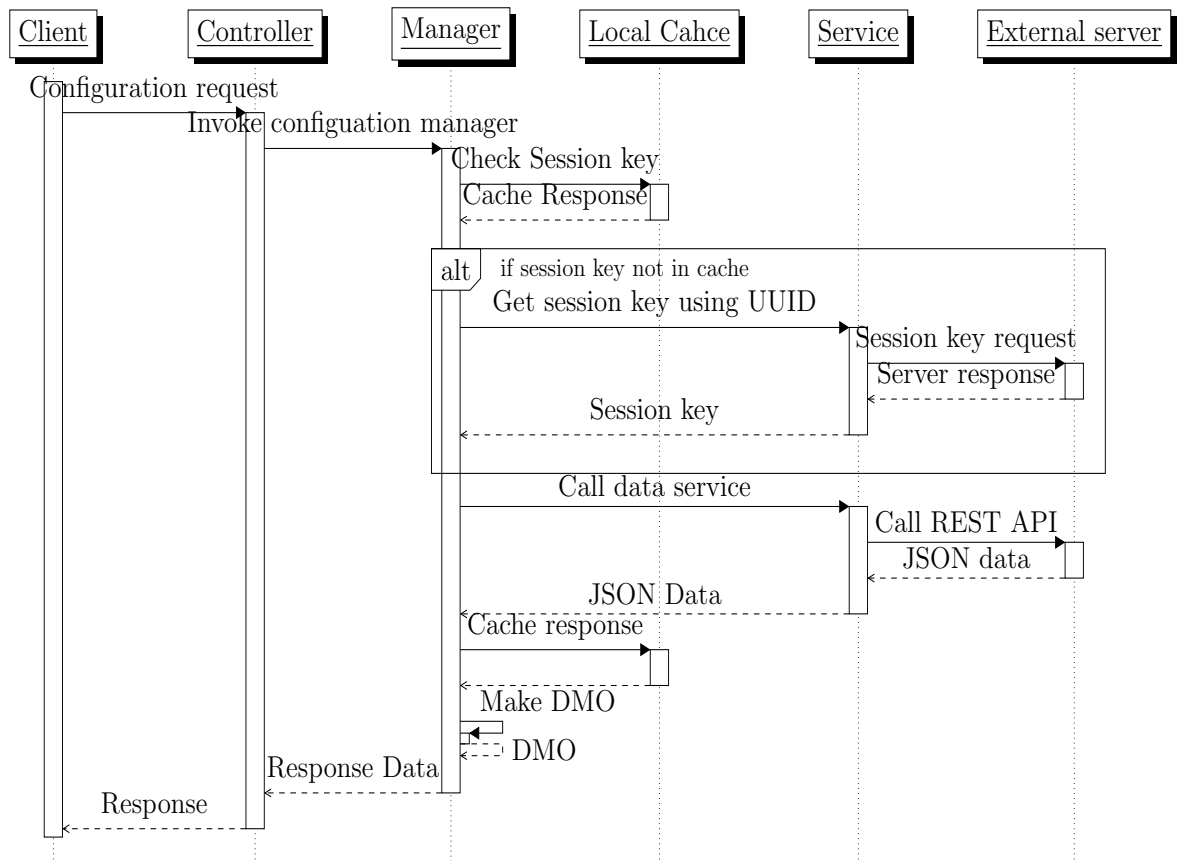 Client
Controller
Manager
Local Cahce
Service
External server
Configuration request
Invoke configuation manager
Check Session key
Cache Response
alt
if session key not in cache
Get session key using UUID
Session key request
Server response
Session key
Call data service
Call REST API
JSON data
JSON Data
Cache response
Make DMO
DMO
Response Data
Response